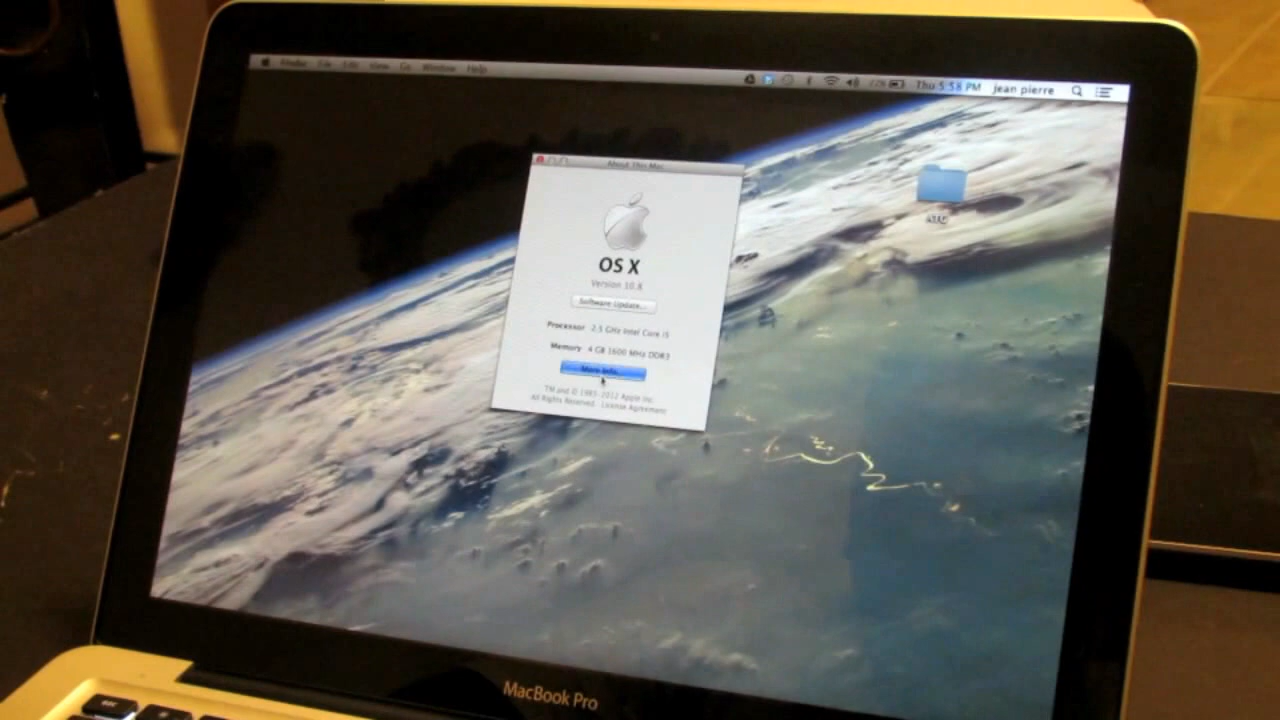 Finder File Edit View Go Window Help
Thu 5:58 PM jean pierre
About This Mac
OS X
Version 10.8
Software Update...
Processor 2.5 GHz Intel Core i5
Memory 4 GB 1600 MHz DDR3
More Info...
TM and © 1983-2012 Apple Inc.
All Rights Reserved. License Agreement
MacBook Pro
esc